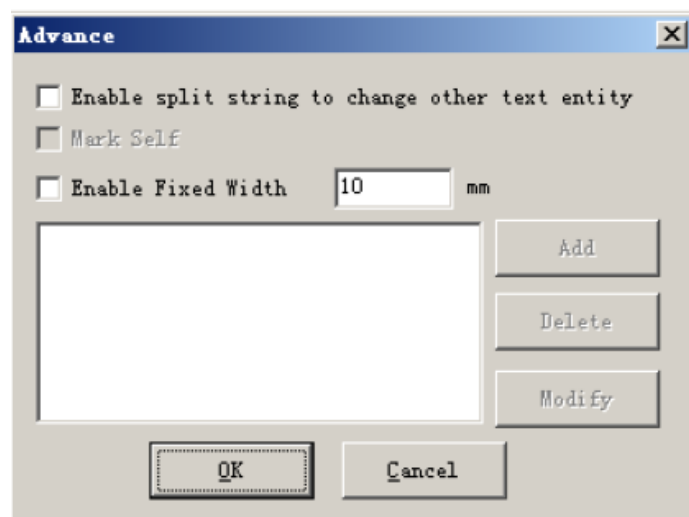 Advance
Enable split string to change other text entity
Mark Self
Enable Fixed Width 10 mm
Add
Delete
Modify
OK Cancel